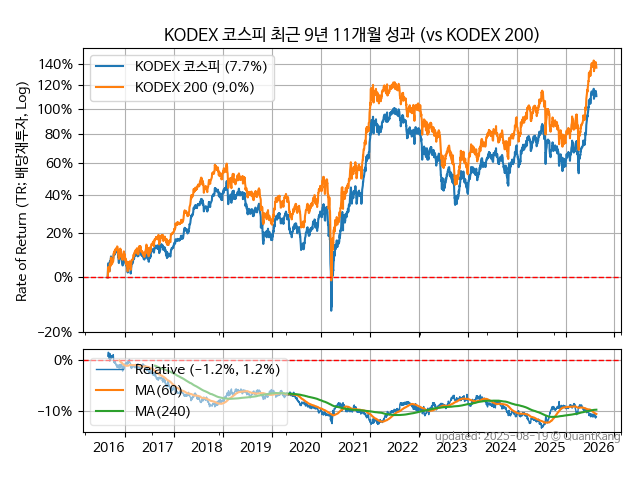 KODEX 코스피 최근 9년 11개월 성과 (vs KODEX 200)
Rate of Return (TR: 배당재투자, Log)
140%
120%
100%
80%
60%
40%
20%
0%
−20%
KODEX 코스피 (7.7%)
KODEX 200 (9.0%)
0%
−10%
Relative (−1.2%, 1.2%)
MA(60)
MA(240)
updated: 2025-08-19 © QuantKang
2016 2017 2018 2019 2020 2021 2022 2023 2024 2025 2026